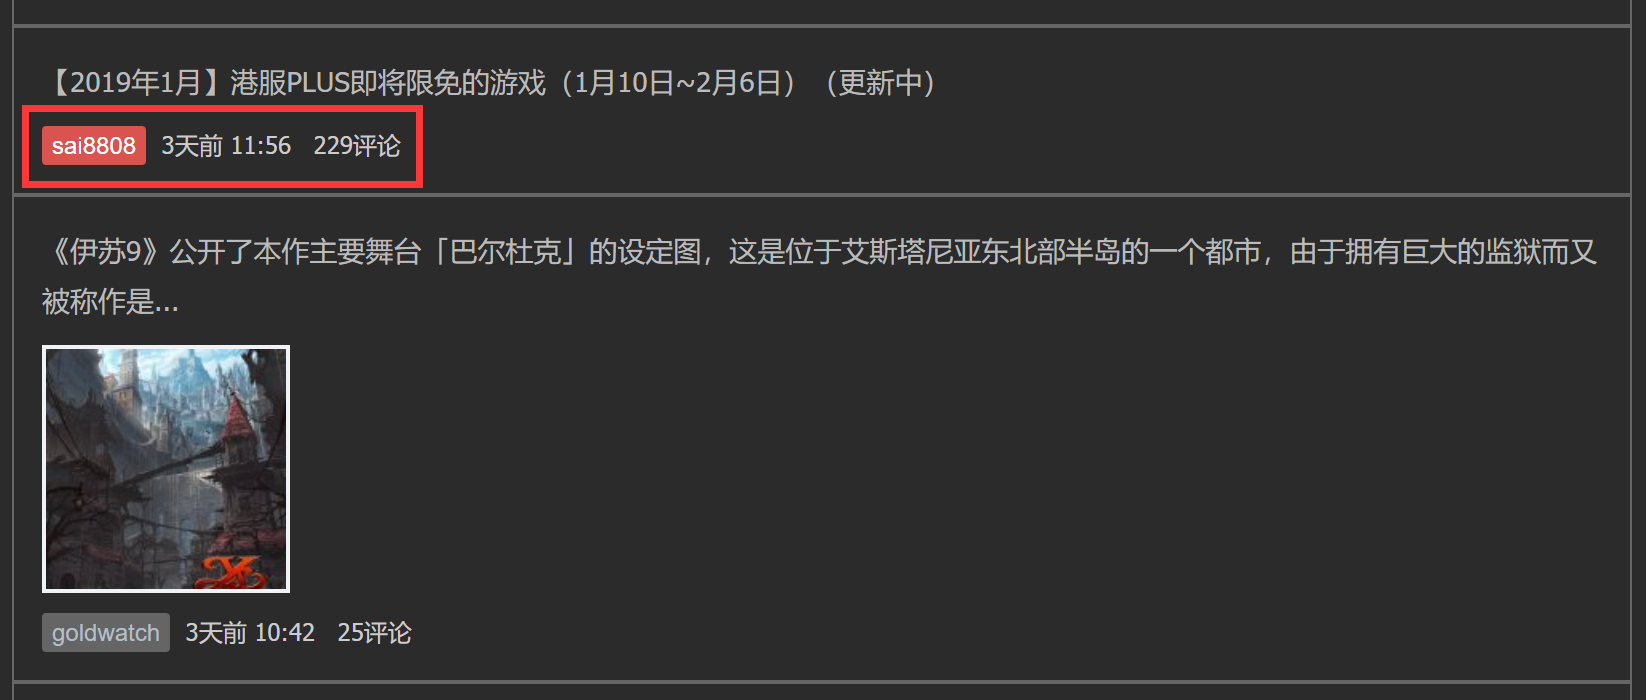 【2019年1月】港服PLUS即将限免的游戏（1月10日~2月6日）（更新中）
sai8808 3天前 11:56 229评论
《伊苏9》公开了本作主要舞台「巴尔杜克」的设定图，这是位于艾斯塔尼亚东北部半岛的一个都市，由于拥有巨大的监狱而又
被称作是...
Ys
goldwatch 3天前 10:42 25评论